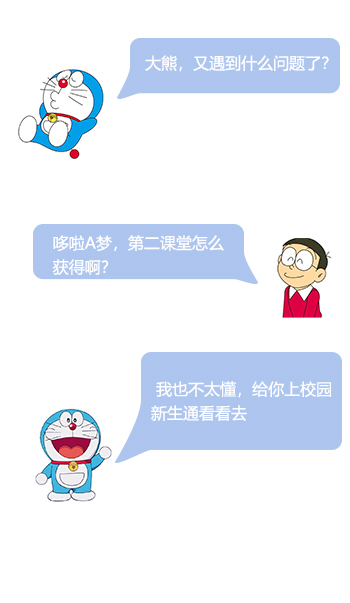 大熊，又遇到什么问题了?
哆啦A梦，第二课堂怎么
获得啊?
我也不太懂，给你上校园
新生通看看去